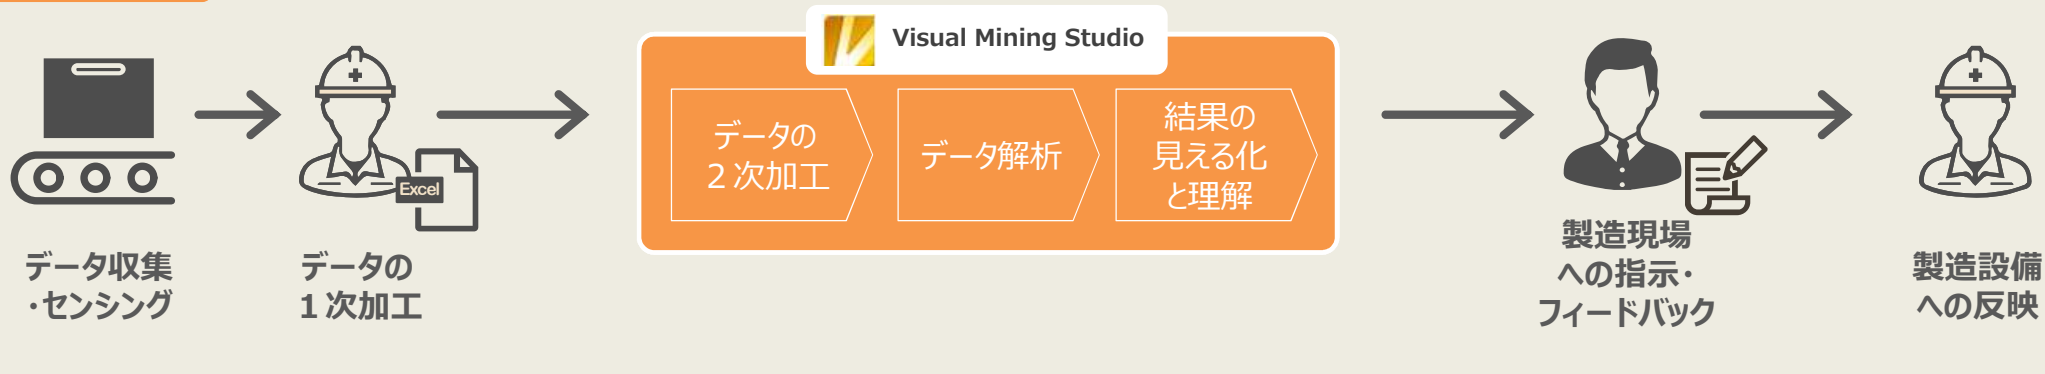 Visual Mining Studio
データの
２次加工
データ解析
結果の
見える化
と理解
Excel
データ収集
・センシング
データの
１次加工
製造現場
への指示・
フィードバック
製造設備
への反映